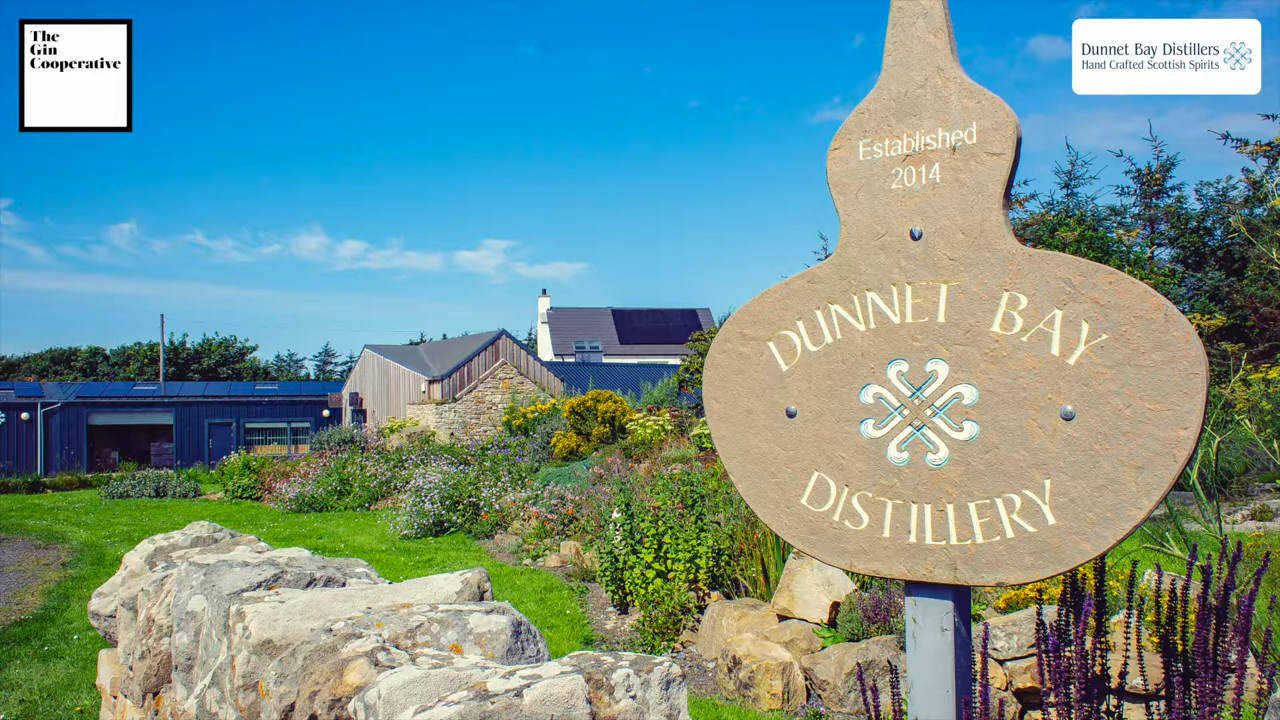 The
Gin
Cooperative
Dunnet Bay Distillers
Hand Crafted Scottish Spirits
Established
2014
DUNNET BAY
DISTILLERY